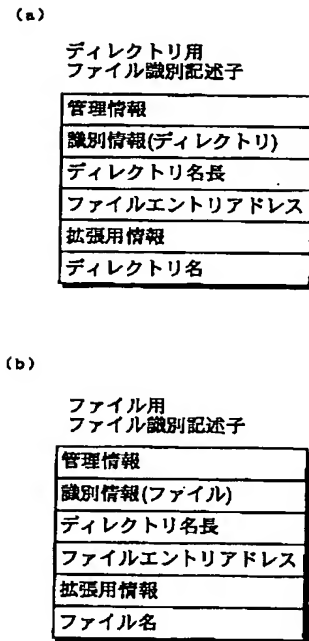 (a)
ディレクトリ用
ファイル識別記述子
管理情報
識別情報(ディレクトリ)
ディレクトリ名長
ファイルエントリアドレス
拡張用情報
ディレクトリ名
(b)
ファイル用
ファイル識別記述子
管理情報
識別情報(ファイル)
ディレクトリ名長
ファイルエントリアドレス
拡張用情報
ファイル名